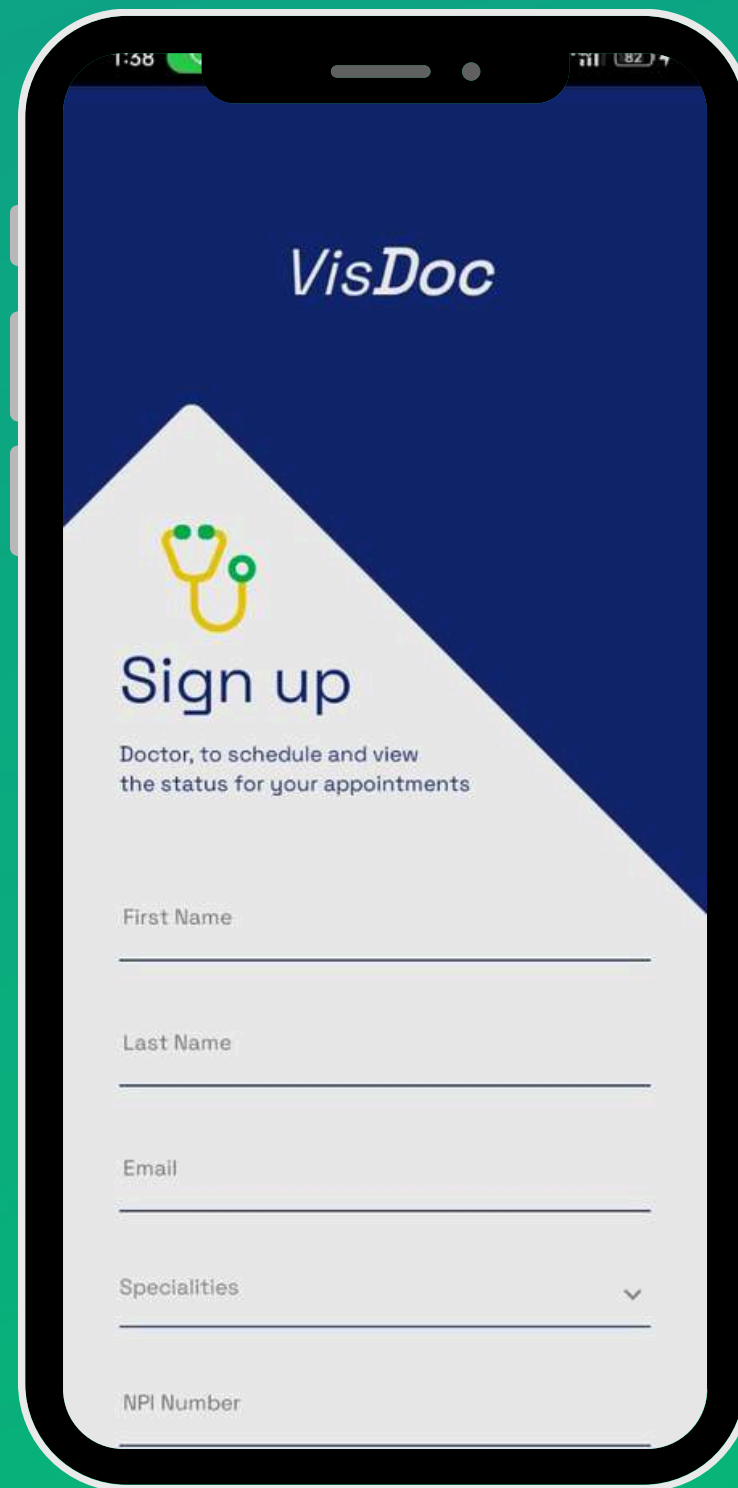 1:38
82
VisDoc
Sign up
Doctor, to schedule and view
the status for your appointments
First Name
Last Name
Email
Specialities
NPI Number